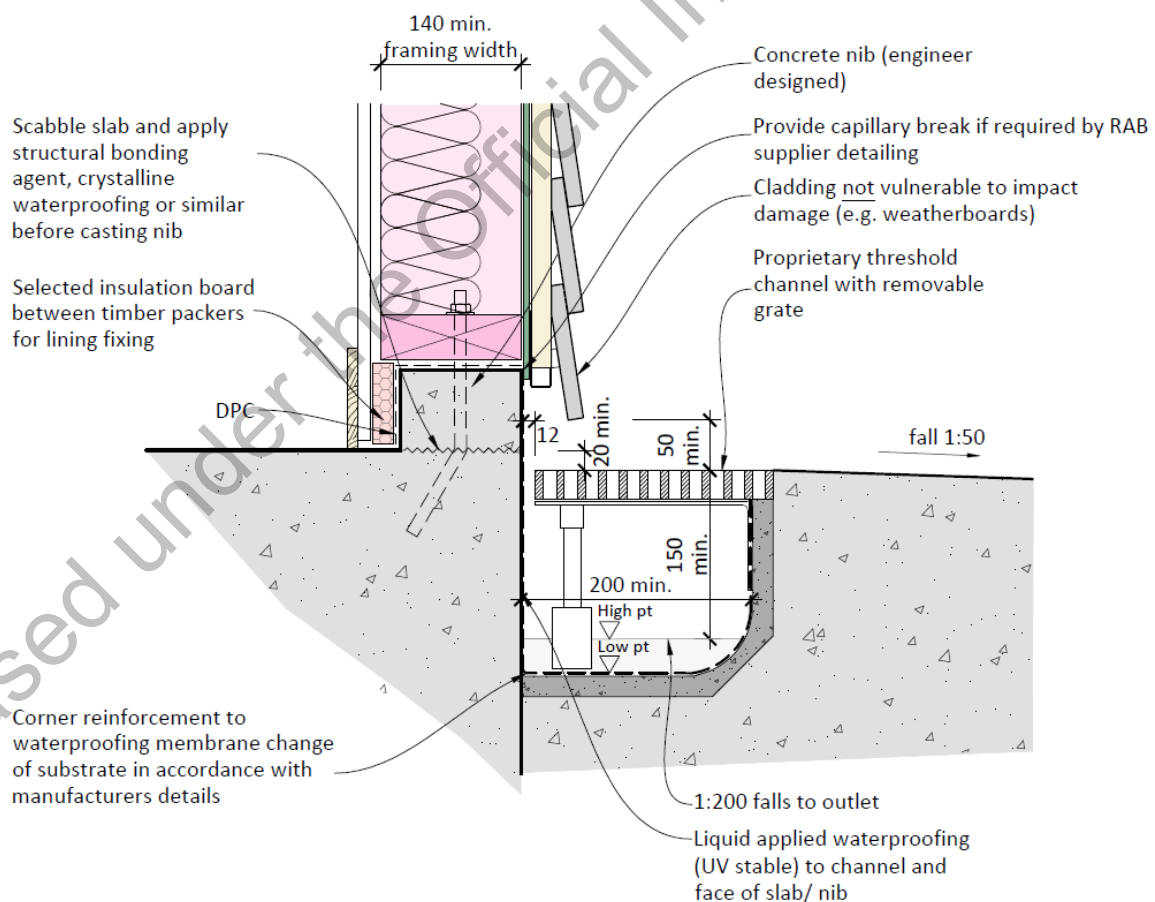 140 min.
framing width
Concrete nib (engineer
designed)
Provide capillary break if required by RAB
supplier detailing
Cladding not vulnerable to impact
damage (e.g. weatherboards)
Proprietary threshold
channel with removable
grate
Scabble slab and apply
structural bonding
agent, crystalline
waterproofing or similar
before casting nib
Selected insulation board
between timber packers
for lining fixing
DPC
12
20 min.
50
min.
fall 1:50
150
min.
200 min.
High pt
Low pt
Corner reinforcement to
waterproofing membrane change
of substrate in accordance with
manufacturers details
1:200 falls to outlet
Liquid applied waterproofing
(UV stable) to channel and
face of slab/ nib
under the Official